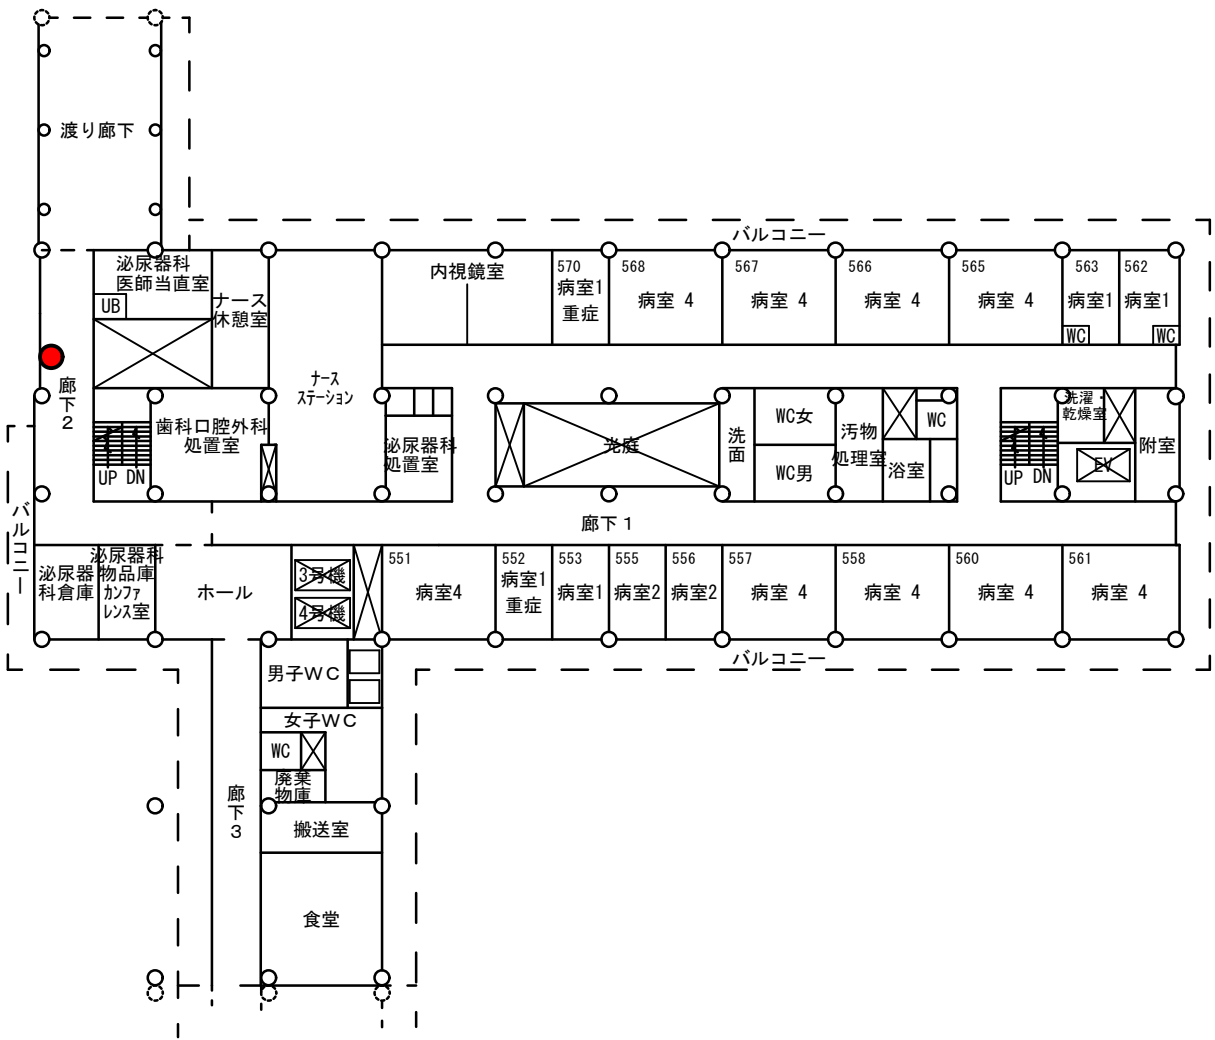 渡り廊下
バルコニー
泌尿器科
医師当直室
UB
ナース
休憩室
内視鏡室
570
病室1
重症
568
病室 4
567
病室 4
566
病室 4
565
病室 4
563
病室1
WC
562
病室1
WC
廊下2
ナース
ステーション
歯科口腔外科
処置室
UP DN
泌尿器科
処置室
光庭
洗面
WC女
WC男
汚物
処理室
WC
浴室
UP DN
洗濯・
乾燥室
EV
附室
バルコニー
廊下1
泌尿器
科倉庫
泌尿器科
物品庫
カンファ
レンス室
ホール
3号機
4号機
551
病室4
552
病室1
重症
553
病室1
555
病室2
556
病室2
557
病室 4
558
病室 4
560
病室 4
561
病室 4
バルコニー
男子WC
女子WC
WC
廃棄
物庫
廊下3
搬送室
食堂